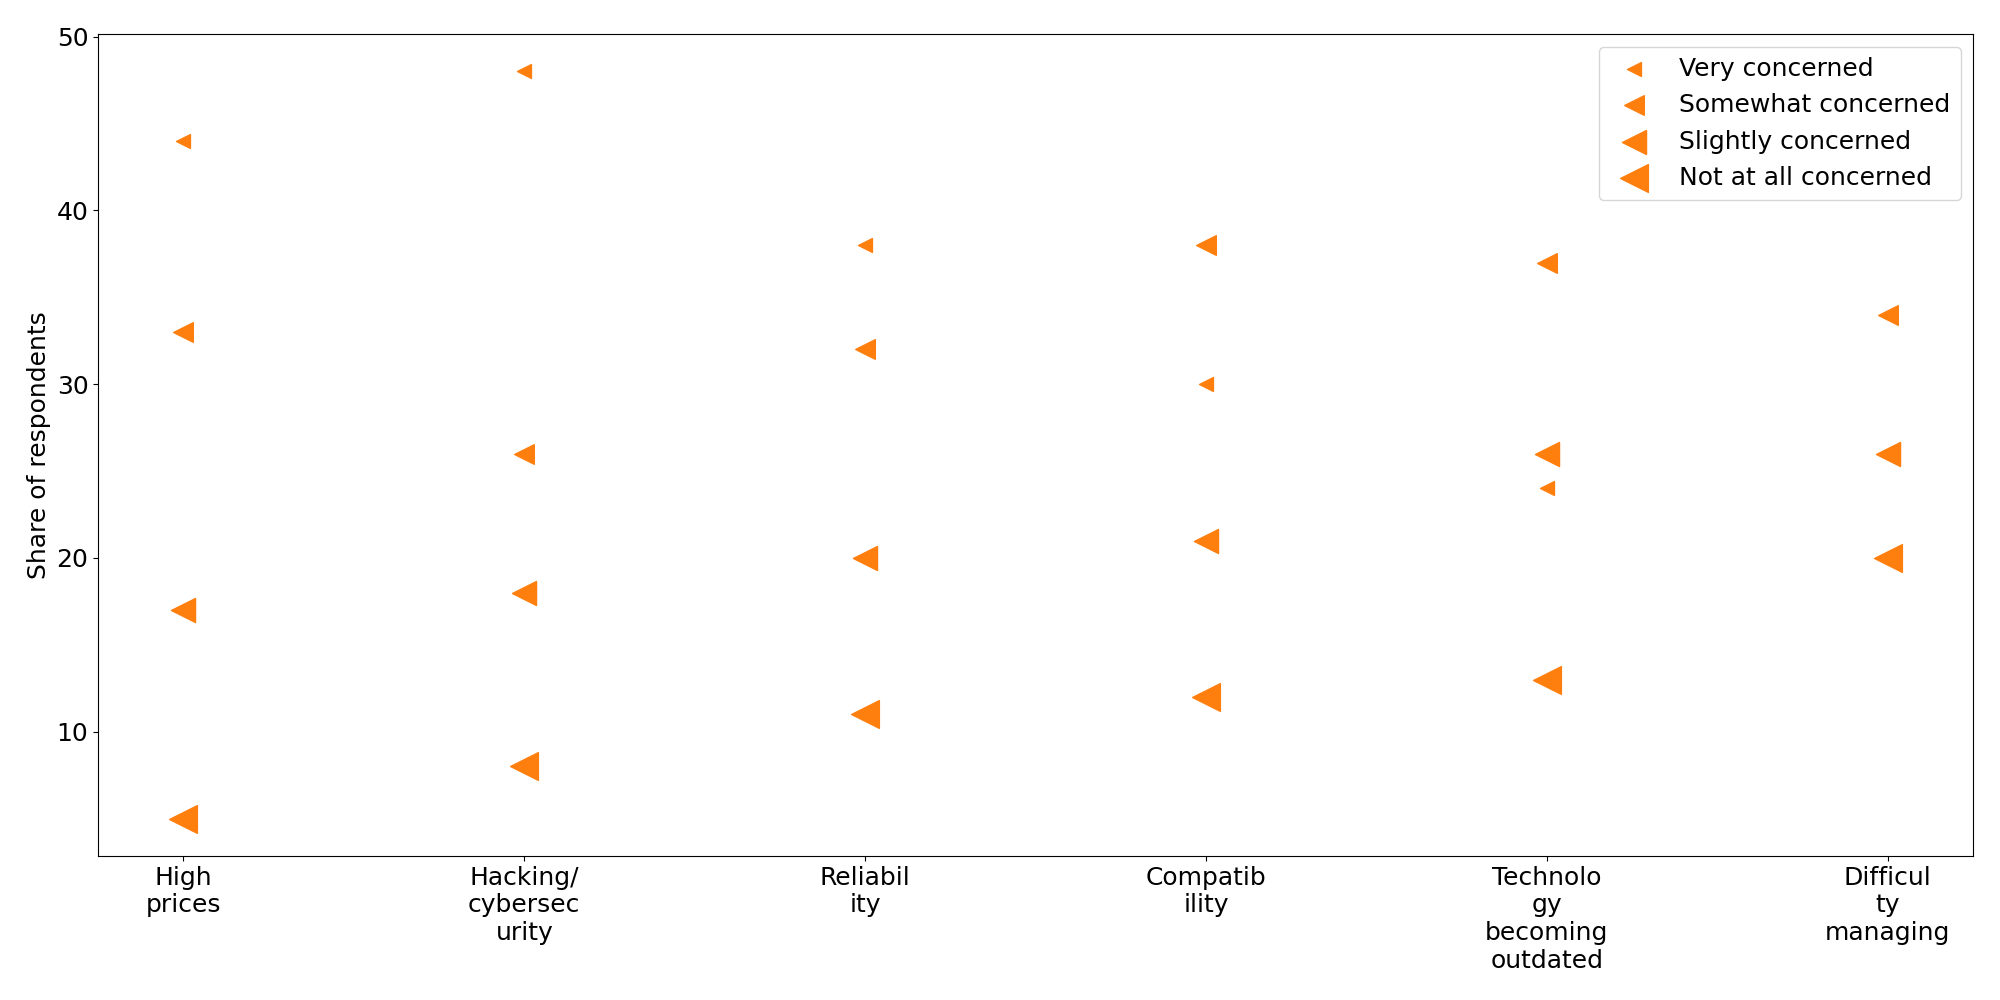 50
40
30
20
10
Share of respondents
Very concerned
Somewhat concerned
Slightly concerned
Not at all concerned
High
prices
Hacking/
cybersec
urity
Reliabil
ity
Compatib
ility
Technolo
gy
becoming
outdated
Difficul
ty
managing